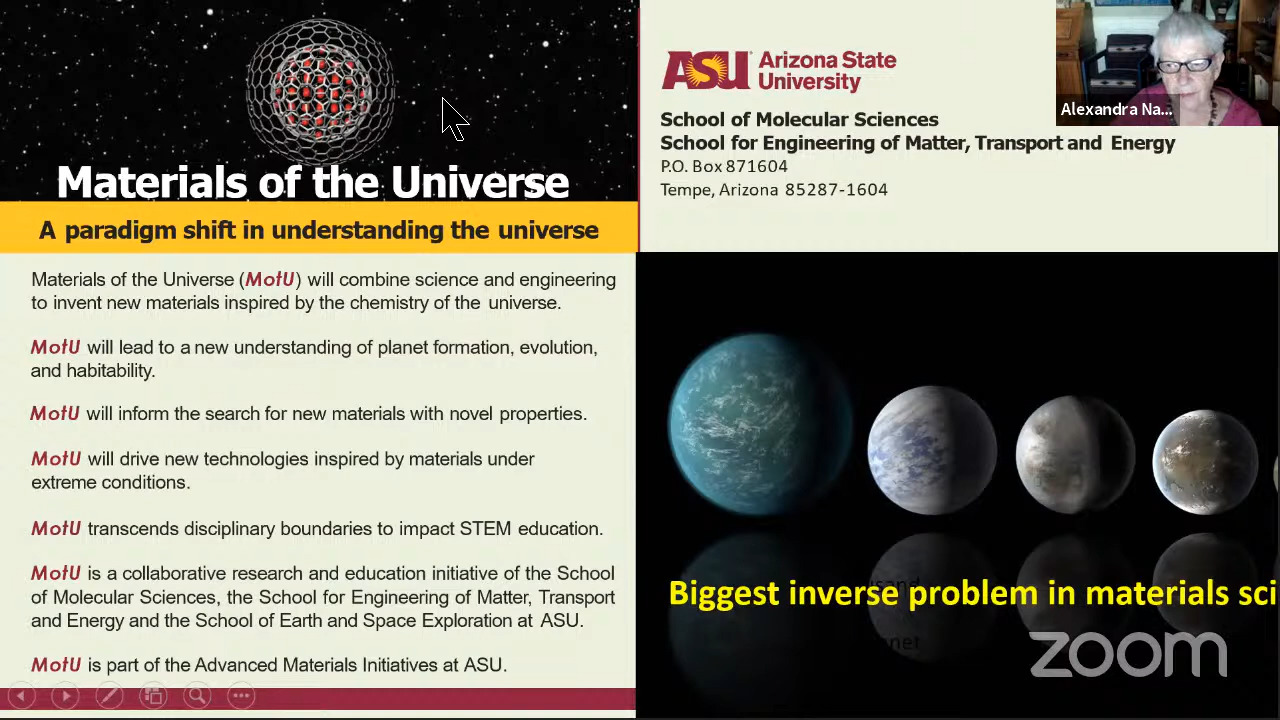 Materials of the Universe
A paradigm shift in understanding the universe
Materials of the Universe (MotU) will combine science and engineering
to invent new materials inspired by the chemistry of the universe.
MotU will lead to a new understanding of planet formation, evolution,
and habitability.
MotU will inform the search for new materials with novel properties.
MotU will drive new technologies inspired by materials under
extreme conditions.
MotU transcends disciplinary boundaries to impact STEM education.
MotU is a collaborative research and education initiative of the School
of Molecular Sciences, the School for Engineering of Matter, Transport
and Energy and the School of Earth and Space Exploration at ASU.
MotU is part of the Advanced Materials Initiatives at ASU.
ASU Arizona State
University
School of Molecular Sciences
School for Engineering of Matter, Transport and Energy
P.O. Box 871604
Tempe, Arizona 85287-1604
Alexandra Na...
Biggest inverse problem in materials sci
zoom